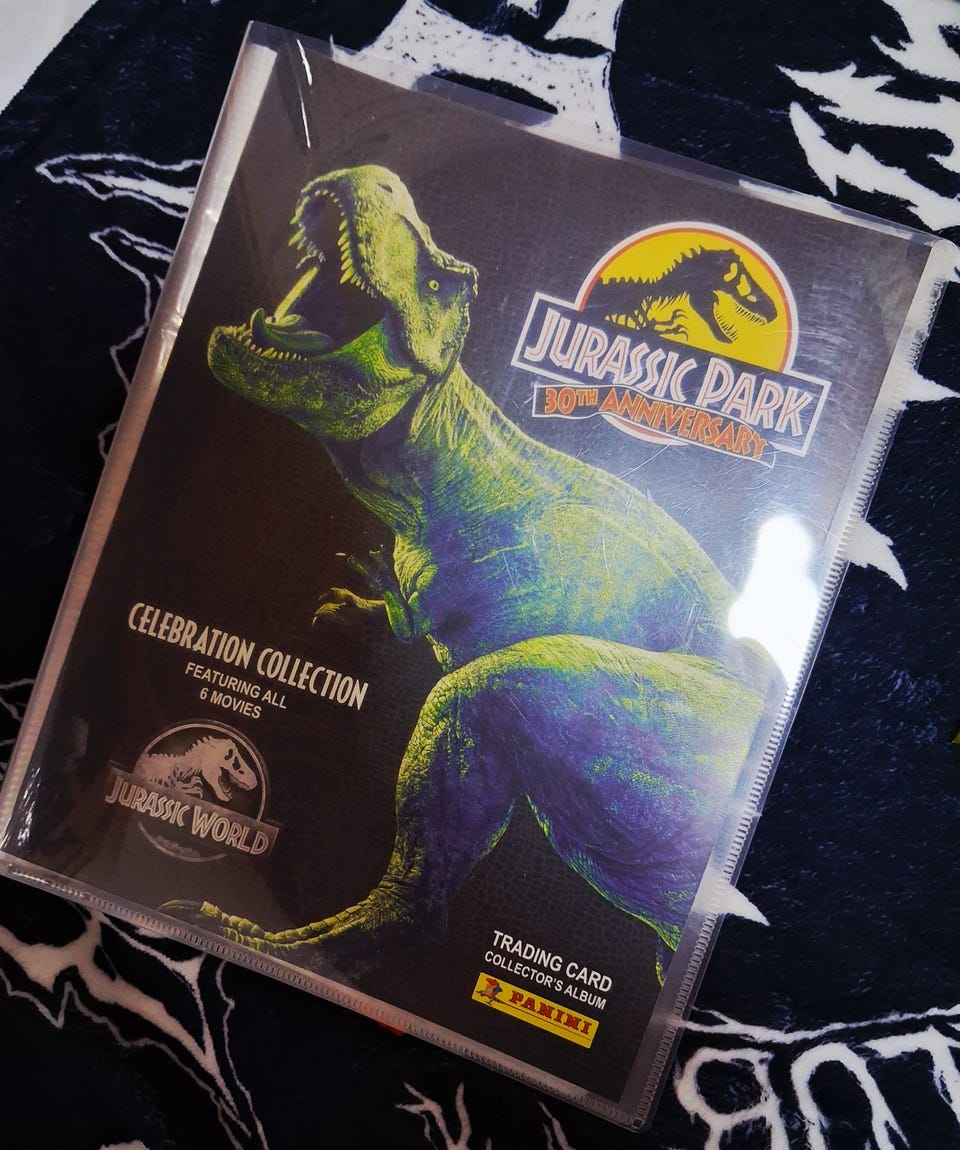 JURASSIC PARK
30TH ANNIVERSARY
CELEBRATION COLLECTION
FEATURING ALL
6 MOVIES
JURASSIC WORLD
TRADING CARD
COLLECTOR'S ALBUM
PANINI